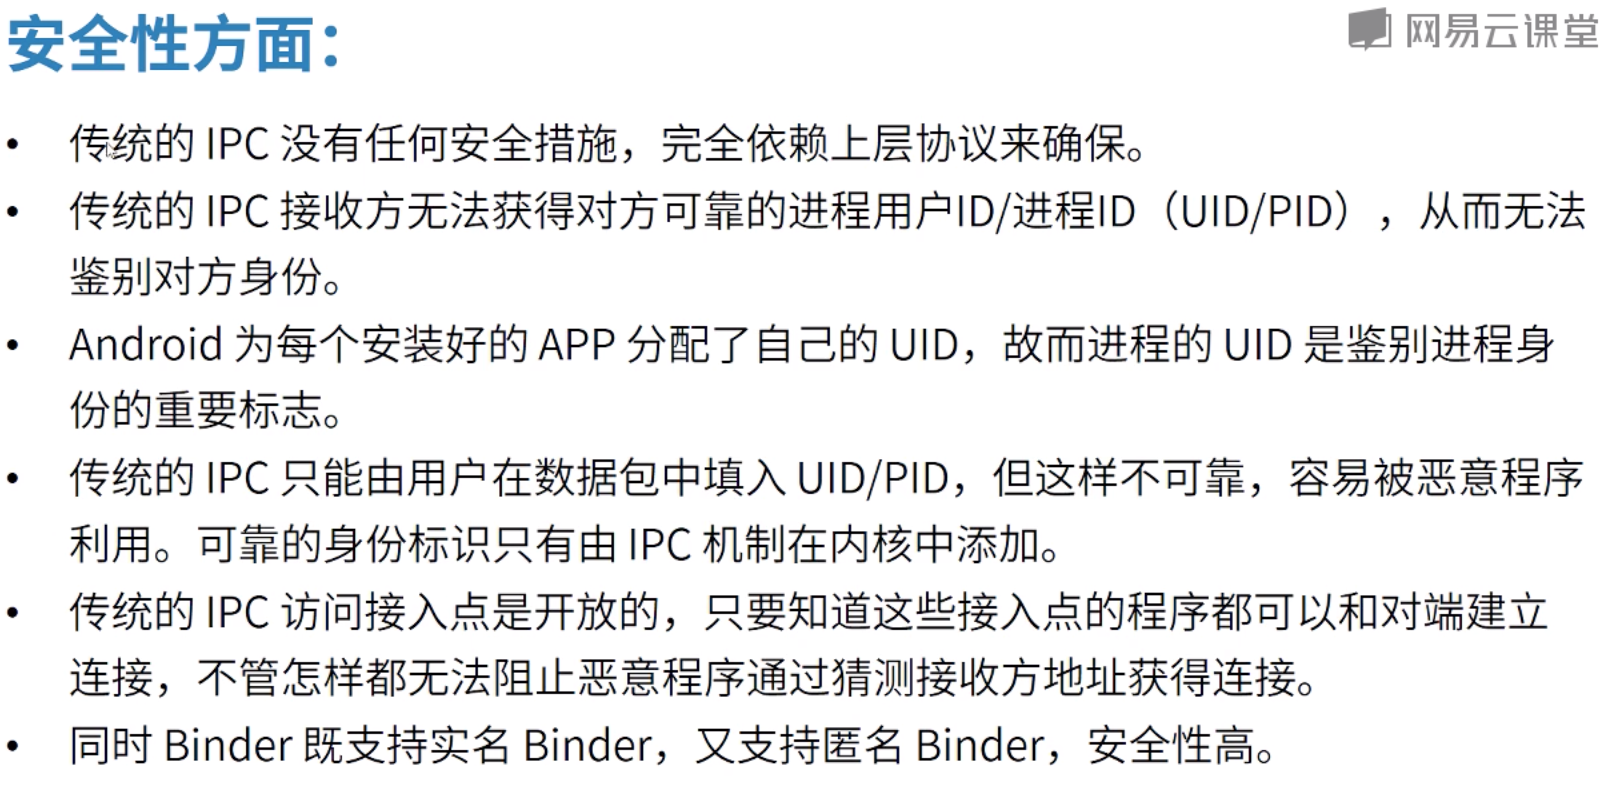 安全性方面：
网易云课堂
• 传统的 IPC 没有任何安全措施，完全依赖上层协议来确保。
• 传统的 IPC 接收方无法获得对方可靠的进程用户ID/进程ID（UID/PID），从而无法
鉴别对方身份。
• Android 为每个安装好的 APP 分配了自己的 UID，故而进程的 UID 是鉴别进程身
份的重要标志。
• 传统的 IPC 只能由用户在数据包中填入 UID/PID，但这样不可靠，容易被恶意程序
利用。可靠的身份标识只有由 IPC 机制在内核中添加。
• 传统的 IPC 访问接入点是开放的，只要知道这些接入点的程序都可以和对端建立
连接，不管怎样都无法阻止恶意程序通过猜测接收方地址获得连接。
• 同时 Binder 既支持实名 Binder，又支持匿名 Binder，安全性高。